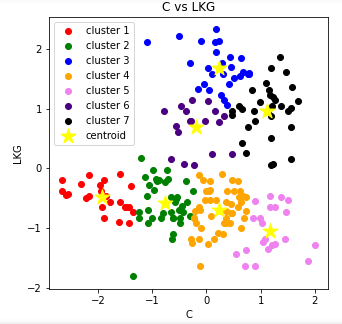 C vs LKG
cluster 1
cluster 2
cluster 3
cluster 4
cluster 5
cluster 6
cluster 7
centroid
LKG
2
1
0
−1
−2
−2
−1
0
1
2
C